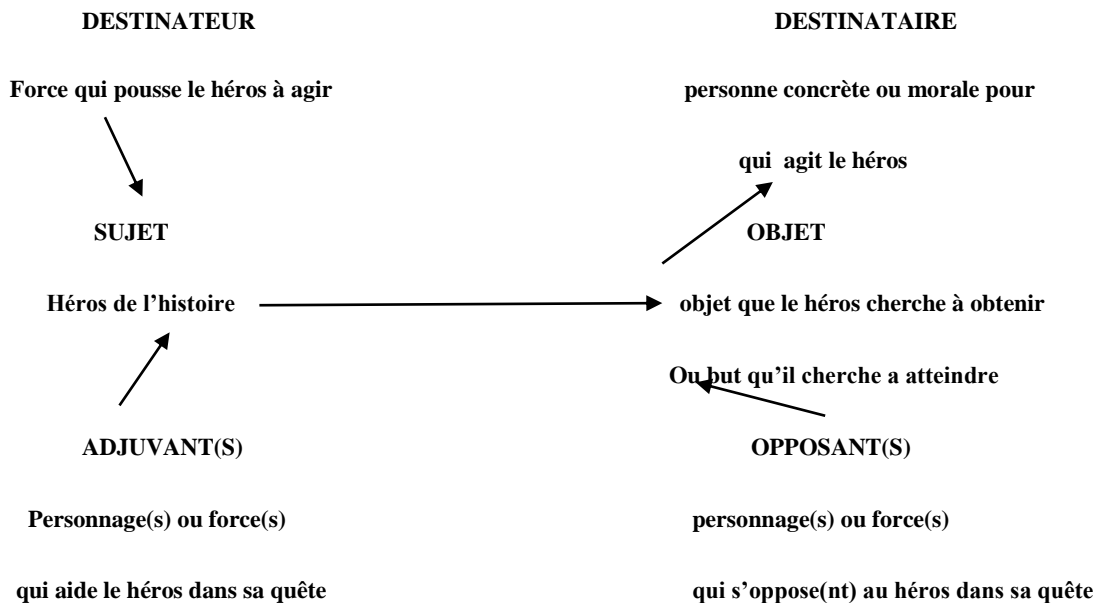 DESTINATEUR DESTINATAIRE
Force qui pousse le héros à agir personne concrète ou morale pour
qui agit le héros
SUJET OBJET
Héros de l’histoire objet que le héros cherche à obtenir
Ou but qu’il cherche a atteindre
ADJUVANT(S) OPPOSANT(S)
Personnage(s) ou force(s) personnage(s) ou force(s)
qui aide le héros dans sa quête qui s’oppose(nt) au héros dans sa quête